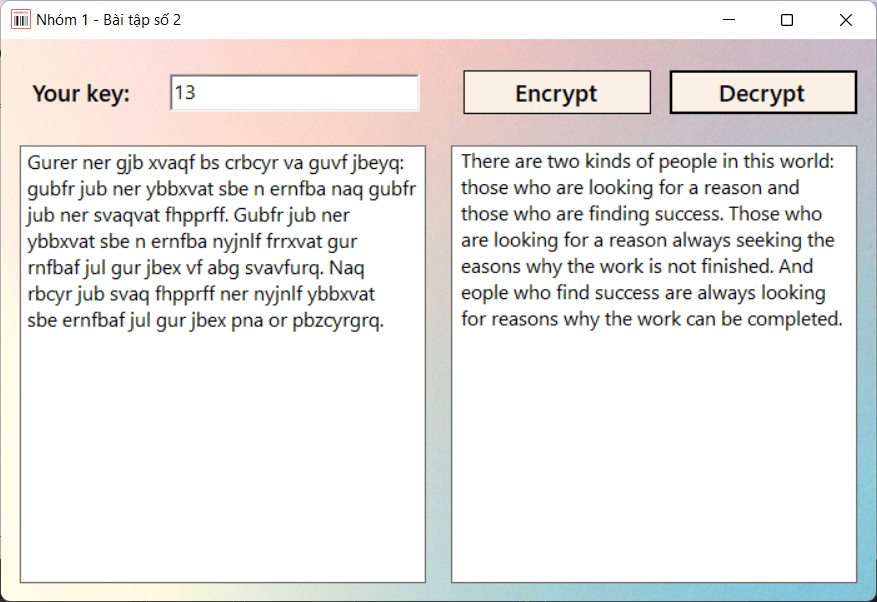 Nhóm 1 - Bài tập số 2
Your key:
13
Encrypt
Decrypt
Gurer ner gjb xvaqf bs crbcyr va guvf jbeyq:
gubfr jub ner ybbxvat sbe n ernfba naq gubfr
jub ner svaqvat fhpprff. Gubfr jub ner
ybbxvat sbe n ernfba nyjnlf frrxvat gur
rnfbaf jul gur jbex vf abg svavfurq. Naq
rbcyr jub svaq fhpprff ner nyjnlf ybbxvat
sbe ernfbaf jul gur jbex pna or pbzcyrgrq.
There are two kinds of people in this world:
those who are looking for a reason and
those who are finding success. Those who
are looking for a reason always seeking the
easons why the work is not finished. And
eople who find success are always looking
for reasons why the work can be completed.